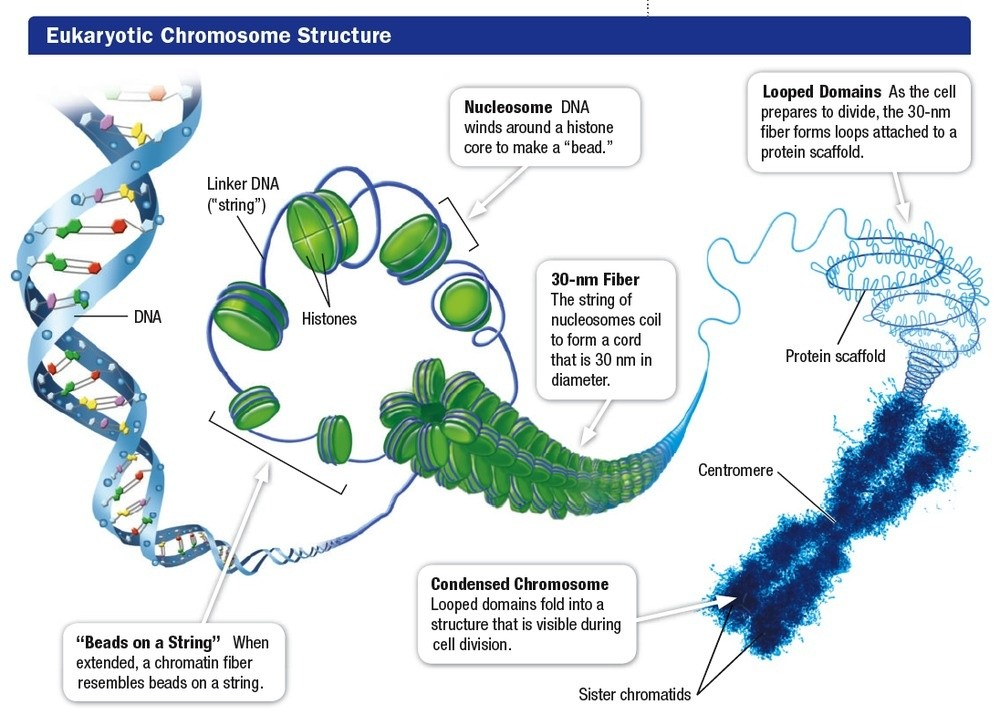 Eukaryotic Chromosome Structure
Nucleosome DNA
winds around a histone
core to make a “bead.”
Looped Domains As the cell
prepares to divide, the 30-nm
fiber forms loops attached to a
protein scaffold.
Linker DNA
(“string”)
30-nm Fiber
The string of
nucleosomes coil
to form a cord
that is 30 nm in
diameter.
DNA
Histones
Protein scaffold
Centromere
Condensed Chromosome
Looped domains fold into a
structure that is visible during
cell division.
“Beads on a String” When
extended, a chromatin fiber
resembles beads on a string.
Sister chromatids